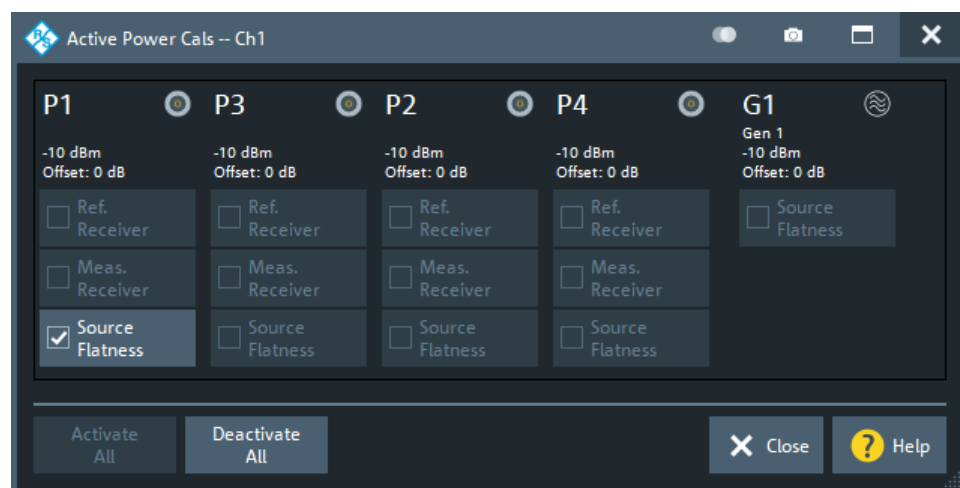 Active Power Cals -- Ch1
P1
P3
P2
P4
G1
Gen 1
-10 dBm
-10 dBm
-10 dBm
-10 dBm
-10 dBm
Offset: 0 dB
Offset: 0 dB
Offset: 0 dB
Offset: 0 dB
Offset: 0 dB
Ref.
Receiver
Ref.
Receiver
Ref.
Receiver
Ref.
Receiver
Source
Flatness
Meas.
Receiver
Meas.
Receiver
Meas.
Receiver
Meas.
Receiver
Source
Flatness
Source
Flatness
Source
Flatness
Source
Flatness
Activate
All
Deactivate
All
Close
? Help